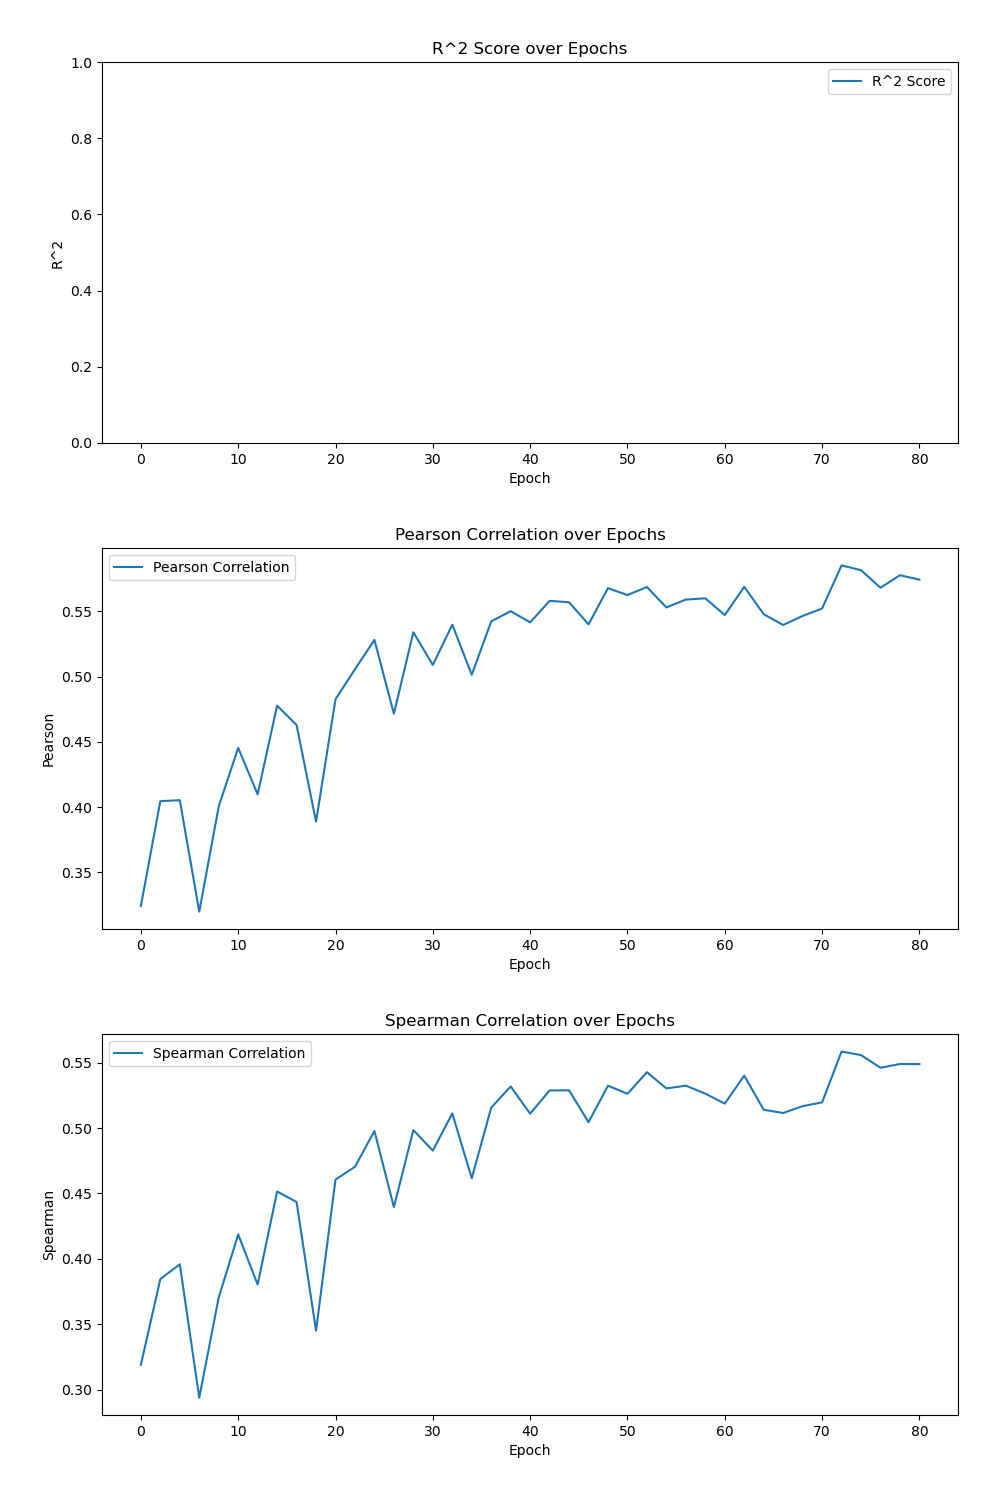 R^2 Score over Epochs
1.0
R^2 Score
0.8
0.6
R^2
0.4
0.2
0.0
0 10 20 30 40 50 60 70 80
Epoch
Pearson Correlation over Epochs
Pearson Correlation
0.55
0.50
0.45
Pearson
0.40
0.35
0 10 20 30 40 50 60 70 80
Epoch
Spearman Correlation over Epochs
Spearman Correlation
0.55
0.50
0.45
Spearman
0.40
0.35
0.30
0 10 20 30 40 50 60 70 80
Epoch